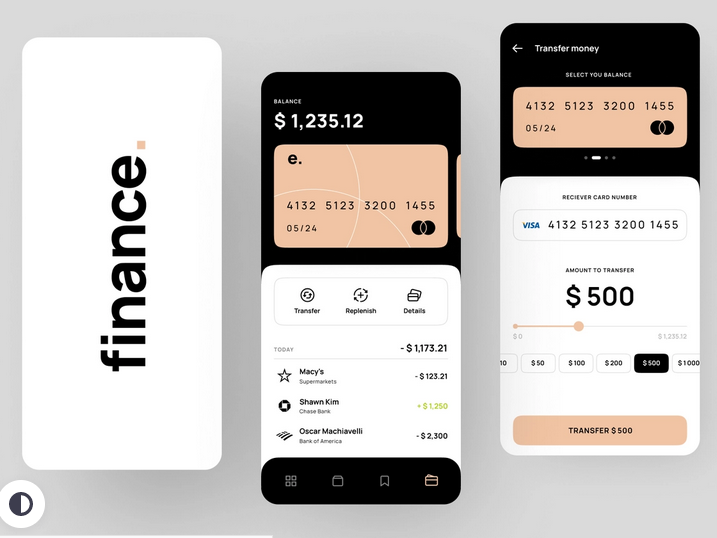 finance.
BALANCE
$ 1,235.12
e.
4132 5123 3200 1455
05/24
Transfer Replenish Details
TODAY - $ 1,173.21
Macy's
Supermarkets
- $ 123.21
Shawn Kim
Chase Bank
+ $ 1,250
Oscar Machiavelli
Bank of America
- $ 2,300
Transfer money
SELECT YOU BALANCE
4132 5123 3200 1455
05/24
RECIEVER CARD NUMBER
VISA 4132 5123 3200 1455
AMOUNT TO TRANSFER
$ 500
$ 0 $ 1,235.12
10 $ 50 $ 100 $ 200 $ 500 $ 1000
TRANSFER $ 500